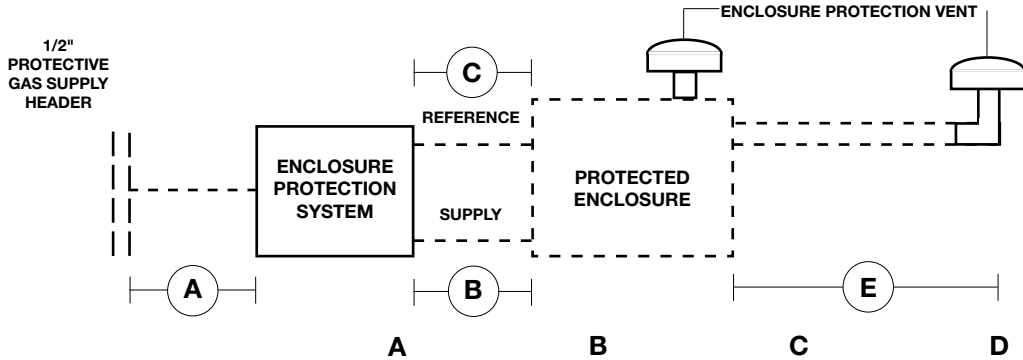 ENCLOSURE PROTECTION VENT
1/2"
PROTECTIVE
GAS SUPPLY
HEADER
C
REFERENCE
ENCLOSURE
PROTECTION
SYSTEM
PROTECTED
ENCLOSURE
SUPPLY
A
B
E
A B C D